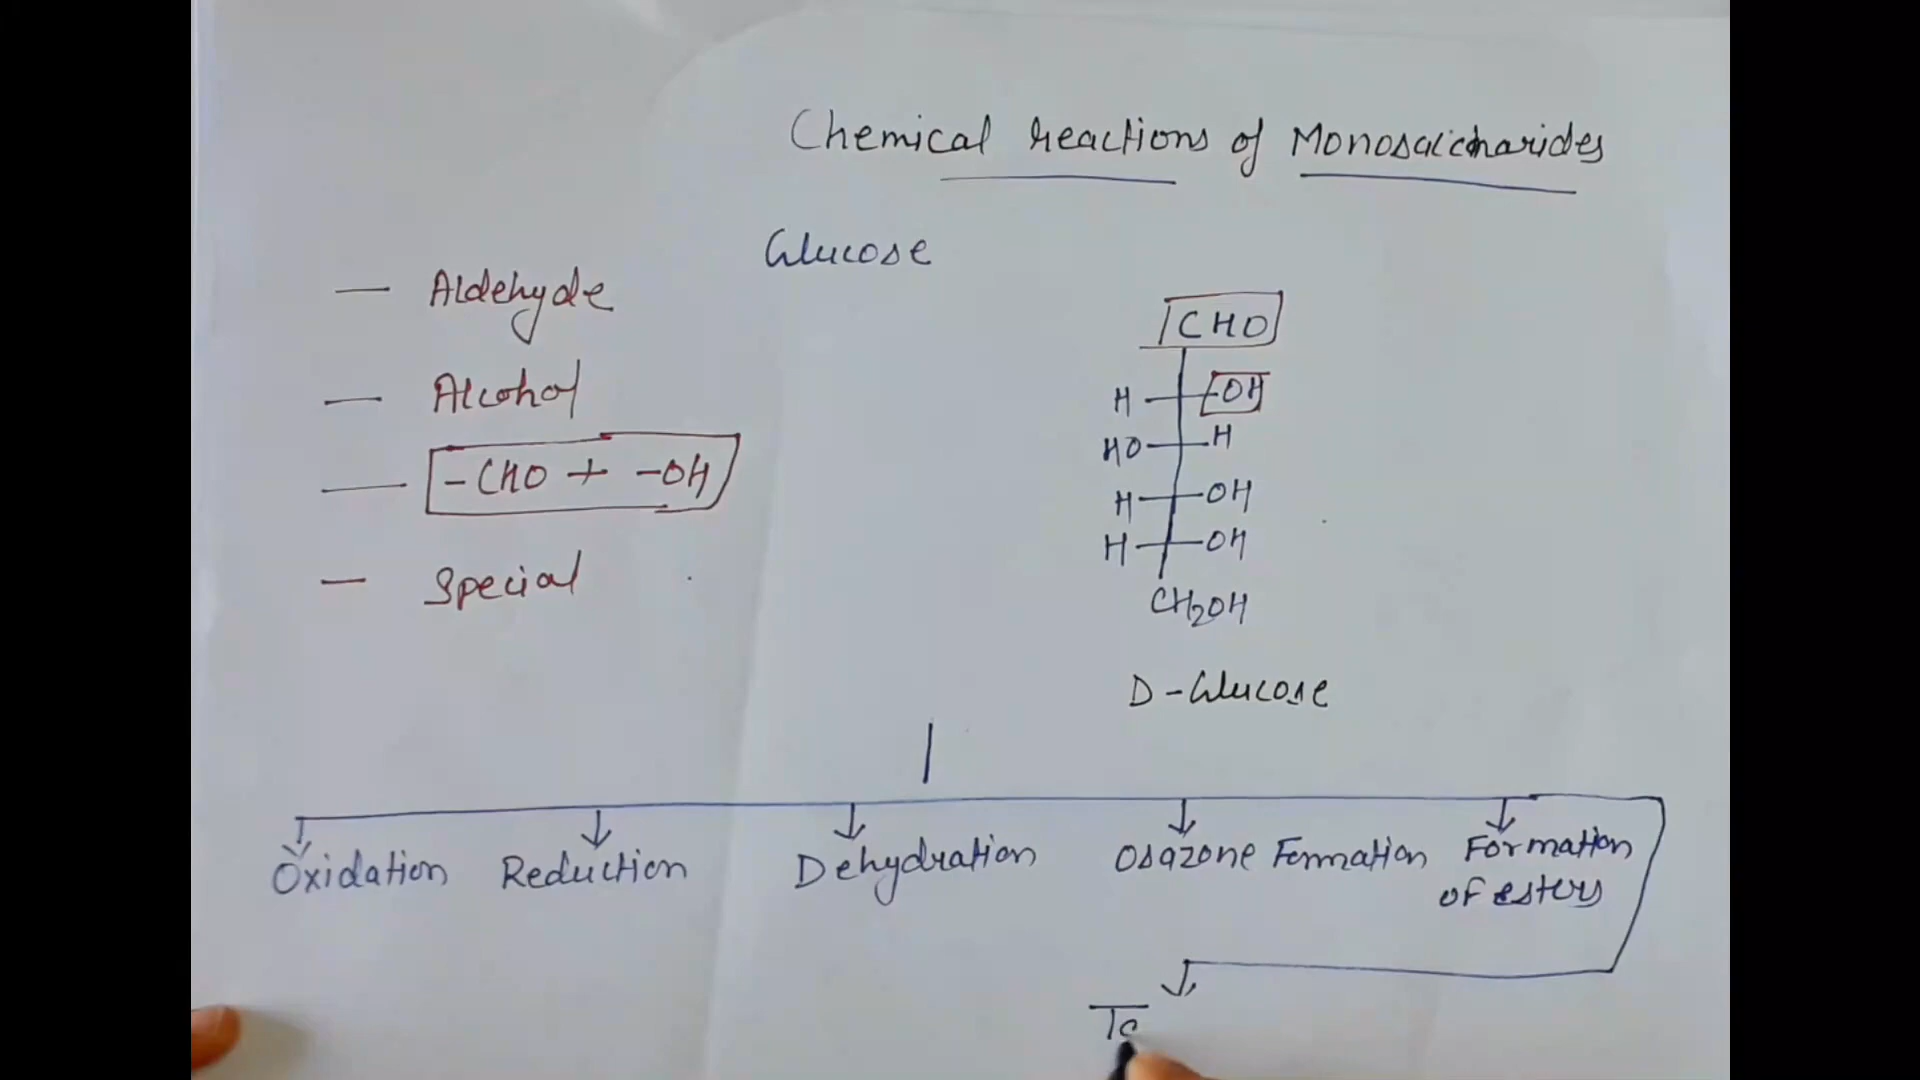 Chemical reactions of Monosaccharides
Glucose
— Aldehyde
— Alcohol
— -CHO + -OH
— Special
CHO
H -OH
HO H
H OH
H OH
CH₂OH
D-Glucose
Oxidation Reduction Dehydration Osazone Formation Formation
of esters